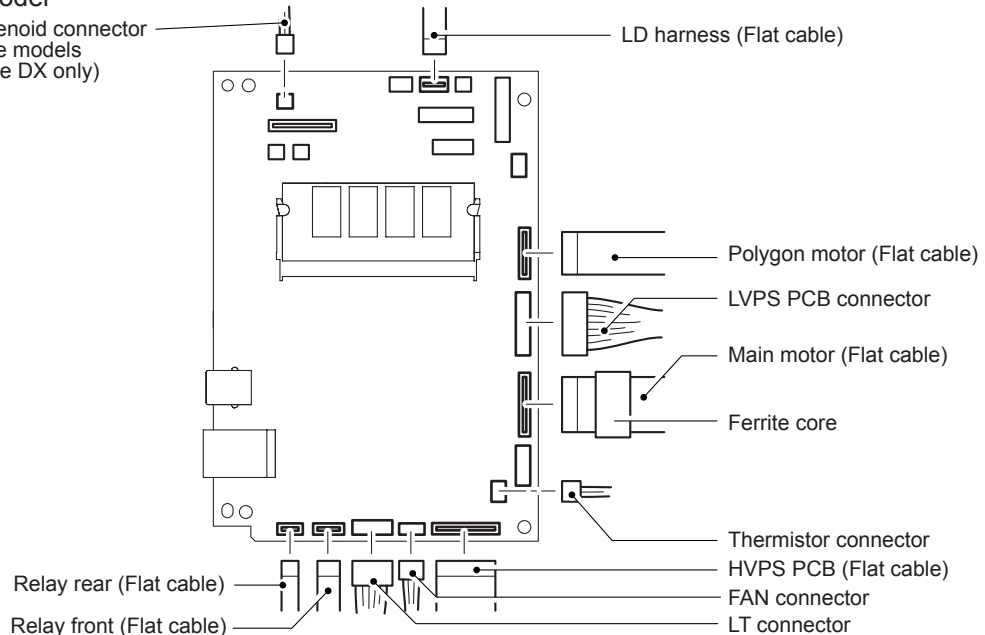 enoid connector
e models
e DX only)
LD harness (Flat cable)
Polygon motor (Flat cable)
LVPS PCB connector
Main motor (Flat cable)
Ferrite core
Thermistor connector
HVPS PCB (Flat cable)
FAN connector
LT connector
Relay rear (Flat cable)
Relay front (Flat cable)